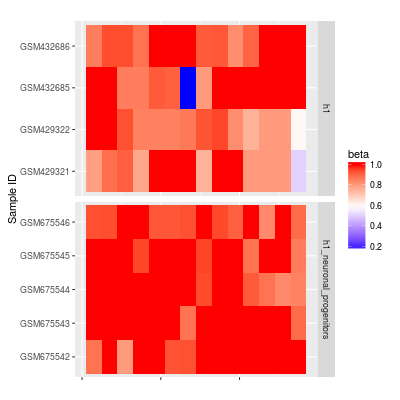 GSM432686
GSM432685
GSM429322
GSM429321
h1
GSM675546
GSM675545
GSM675544
GSM675543
GSM675542
h1_neuronal_progenitors
Sample ID
beta
1.0
0.8
0.6
0.4
0.2